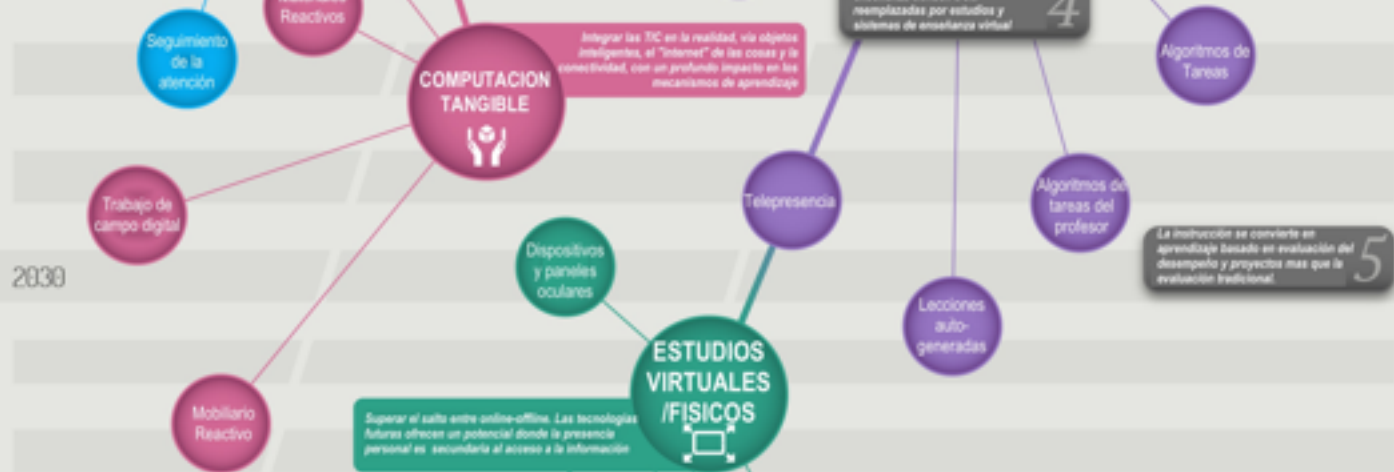 Reactivos
Seguimiento
de la
atención
COMPUTACION
TANGIBLE
Integrar las TIC en la realidad, via objetos
inteligentes, el "internet" de las cosas y la
conectividad, con un profundo impacto en los
mecanismos de aprendizaje
reemplazadas por estudios y
sistemas de enseñanza virtual
4
Algoritmos de
Tareas
Trabajo de
campo digital
Telepresencia
Algoritmos de
tareas del
profesor
La instrucción se convierte en
aprendizaje basado en evaluación del
desempeño y proyectos mas que la
evaluación tradicional.
5
2030
Dispositivos
y paneles
oculares
Lecciones
auto-
generadas
ESTUDIOS
VIRTUALES
/FISICOS
Mobiliario
Reactivo
Superar el salto entre online-offline. Las tecnologías
futuras ofrecen un potencial donde la presencia
personal es secundaria al acceso a la información